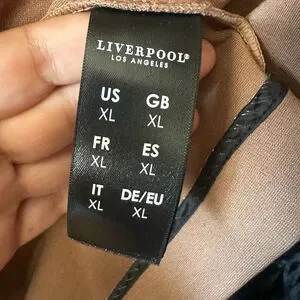 LIVERPOOL®
LOS ANGELES
US GB
XL XL
FR ES
XL XL
IT DE/EU
XL XL